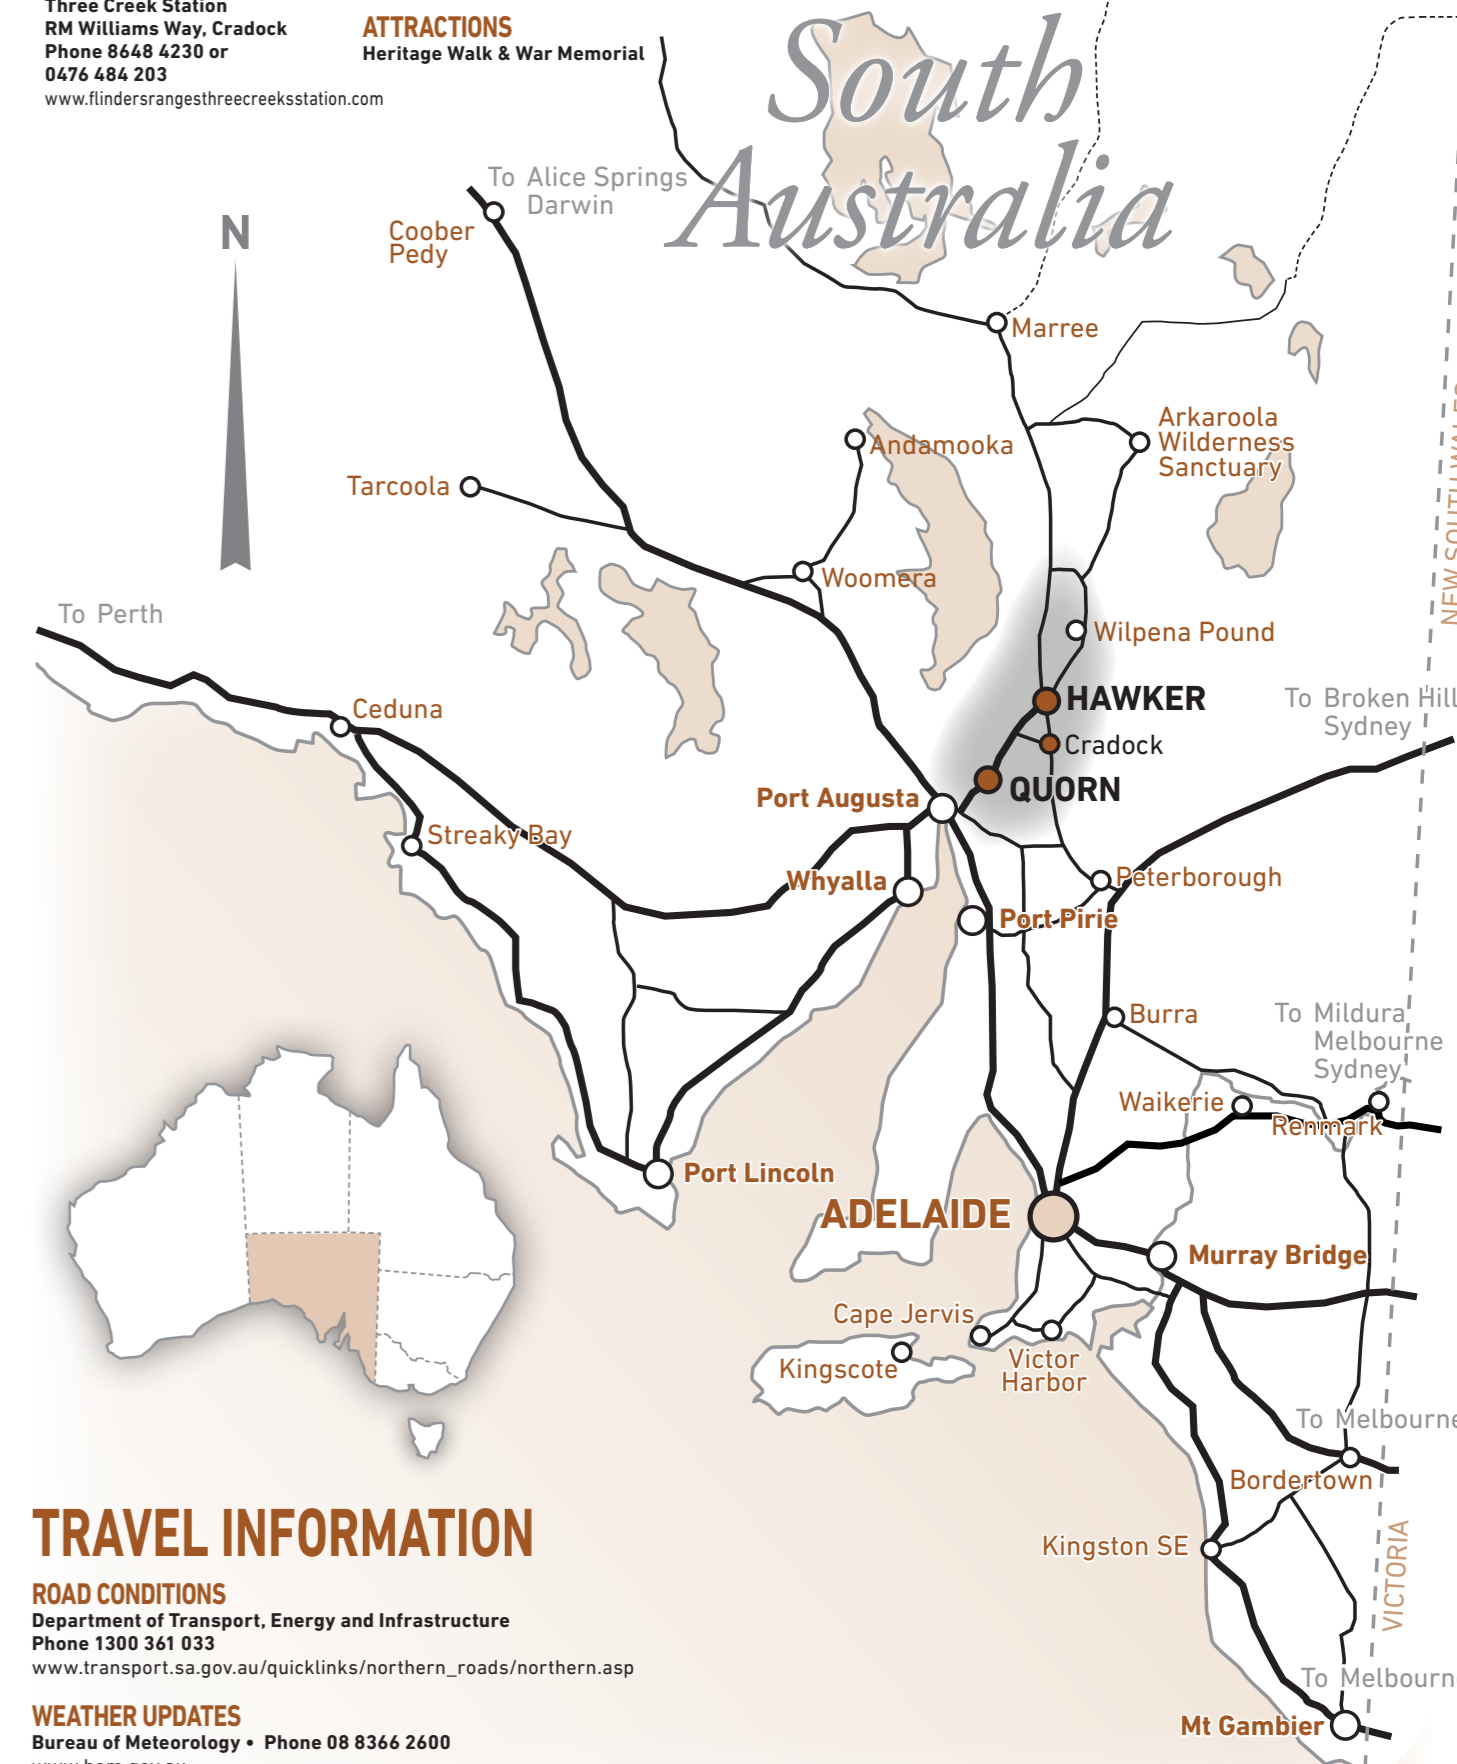 Three Creek Station
RM Williams Way, Cradock
Phone 8648 4230 or
0476 484 203
www.flindersrangesthreecreeksstation.com
ATTRACTIONS
Heritage Walk & War Memorial
South
Australia
To Alice Springs
Darwin
N
Coober
Pedy
Marree
Arkaroola
Wilderness
Sanctuary
Andamooka
Tarcoola
Woomera
NEW SOUTH WALES
To Perth
Wilpena Pound
HAWKER
To Broken Hill
Sydney
Ceduna
Cradock
QUORN
Port Augusta
Streaky Bay
Whyalla
Peterborough
Port Pirie
Burra
To Mildura
Melbourne
Sydney
Waikerie
Renmark
Port Lincoln
ADELAIDE
Murray Bridge
Cape Jervis
Kingscote
Victor
Harbor
To Melbourne
Bordertown
Kingston SE
VICTORIA
To Melbourn
Mt Gambier
TRAVEL INFORMATION
ROAD CONDITIONS
Department of Transport, Energy and Infrastructure
Phone 1300 361 033
www.transport.sa.gov.au/quicklinks/northern_roads/northern.asp
WEATHER UPDATES
Bureau of Meteorology • Phone 08 8366 2600